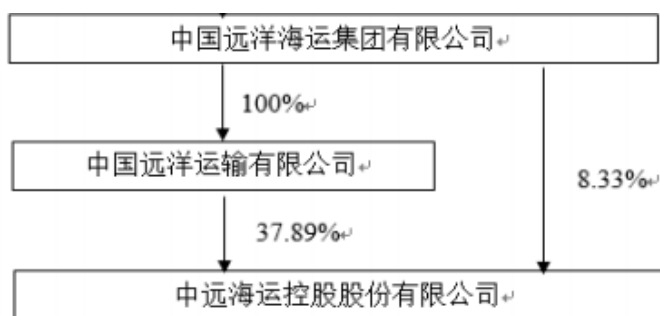 中国远洋海运集团有限公司
100%
中国远洋运输有限公司
8.33%
37.89%
中远海运控股股份有限公司